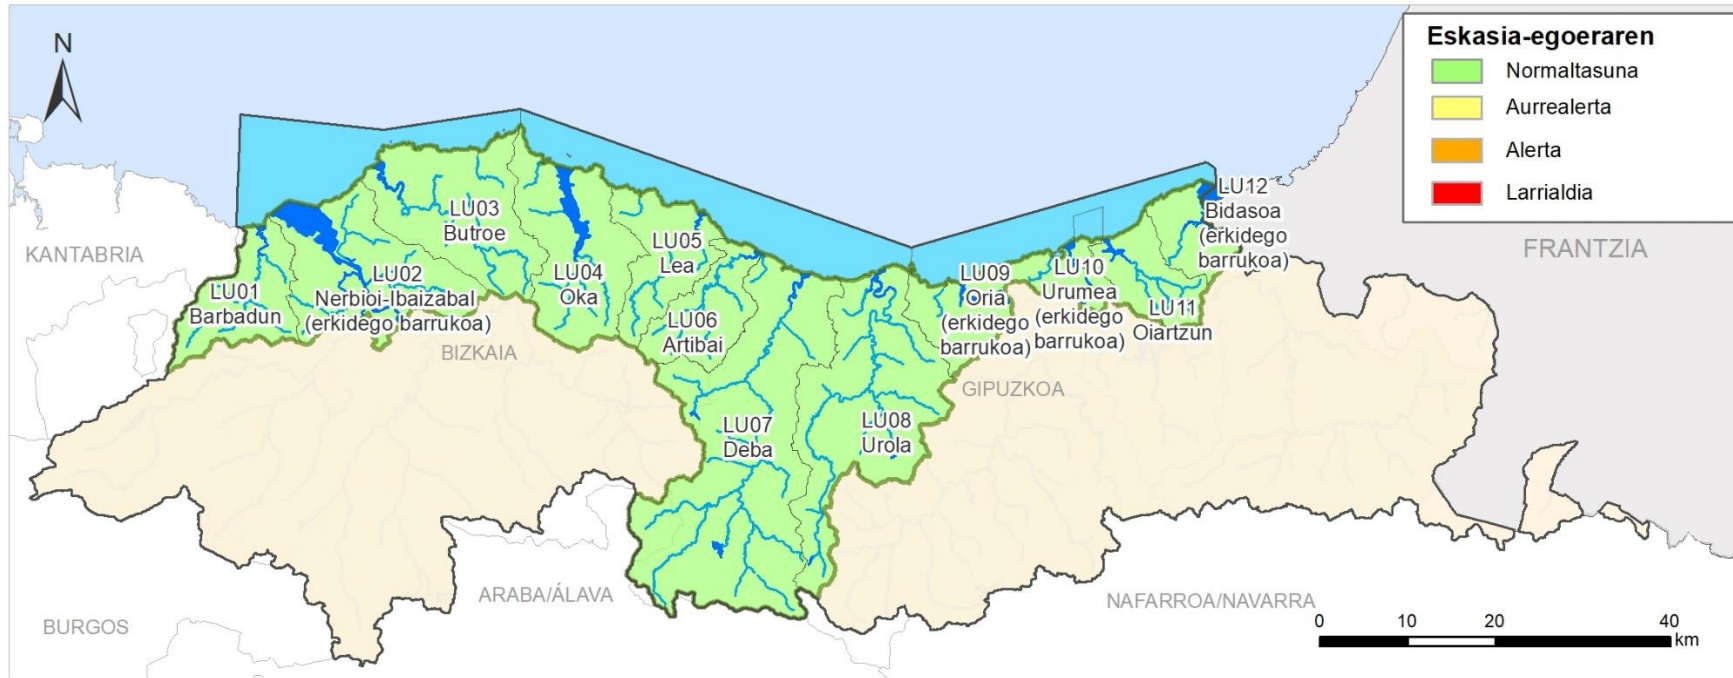 N
Eskasia-egoeraren
Normaltasuna
Aurrealerta
Alerta
Larrialdia
KANTABRIA
FRANTZIA
LU01
Barbadun
LU02
Nerbioi-Ibaizabal
(erkidego barrukoa)
LU03
Butroe
LU04
Oka
LU05
Lea
LU06
Artibai
LU07
Deba
LU08
Urola
LU09
Oria
(erkidego
barrukoa)
LU10
Urumea
(erkidego
barrukoa)
LU11
Oiartzun
LU12
Bidasoa
(erkidego
barrukoa)
BIZKAIA
GIPUZKOA
ARABA/ÁLAVA
NAFARROA/NAVARRA
BURGOS
0 10 20 40
km